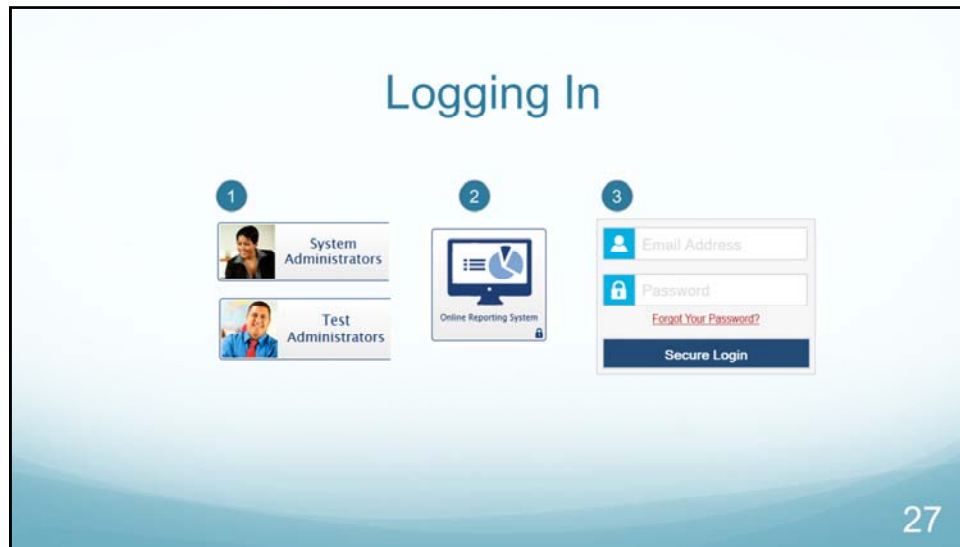 Logging In
1
System
Administrators
Test
Administrators
2
Online Reporting System
3
Email Address
Password
Forgot Your Password?
Secure Login
27